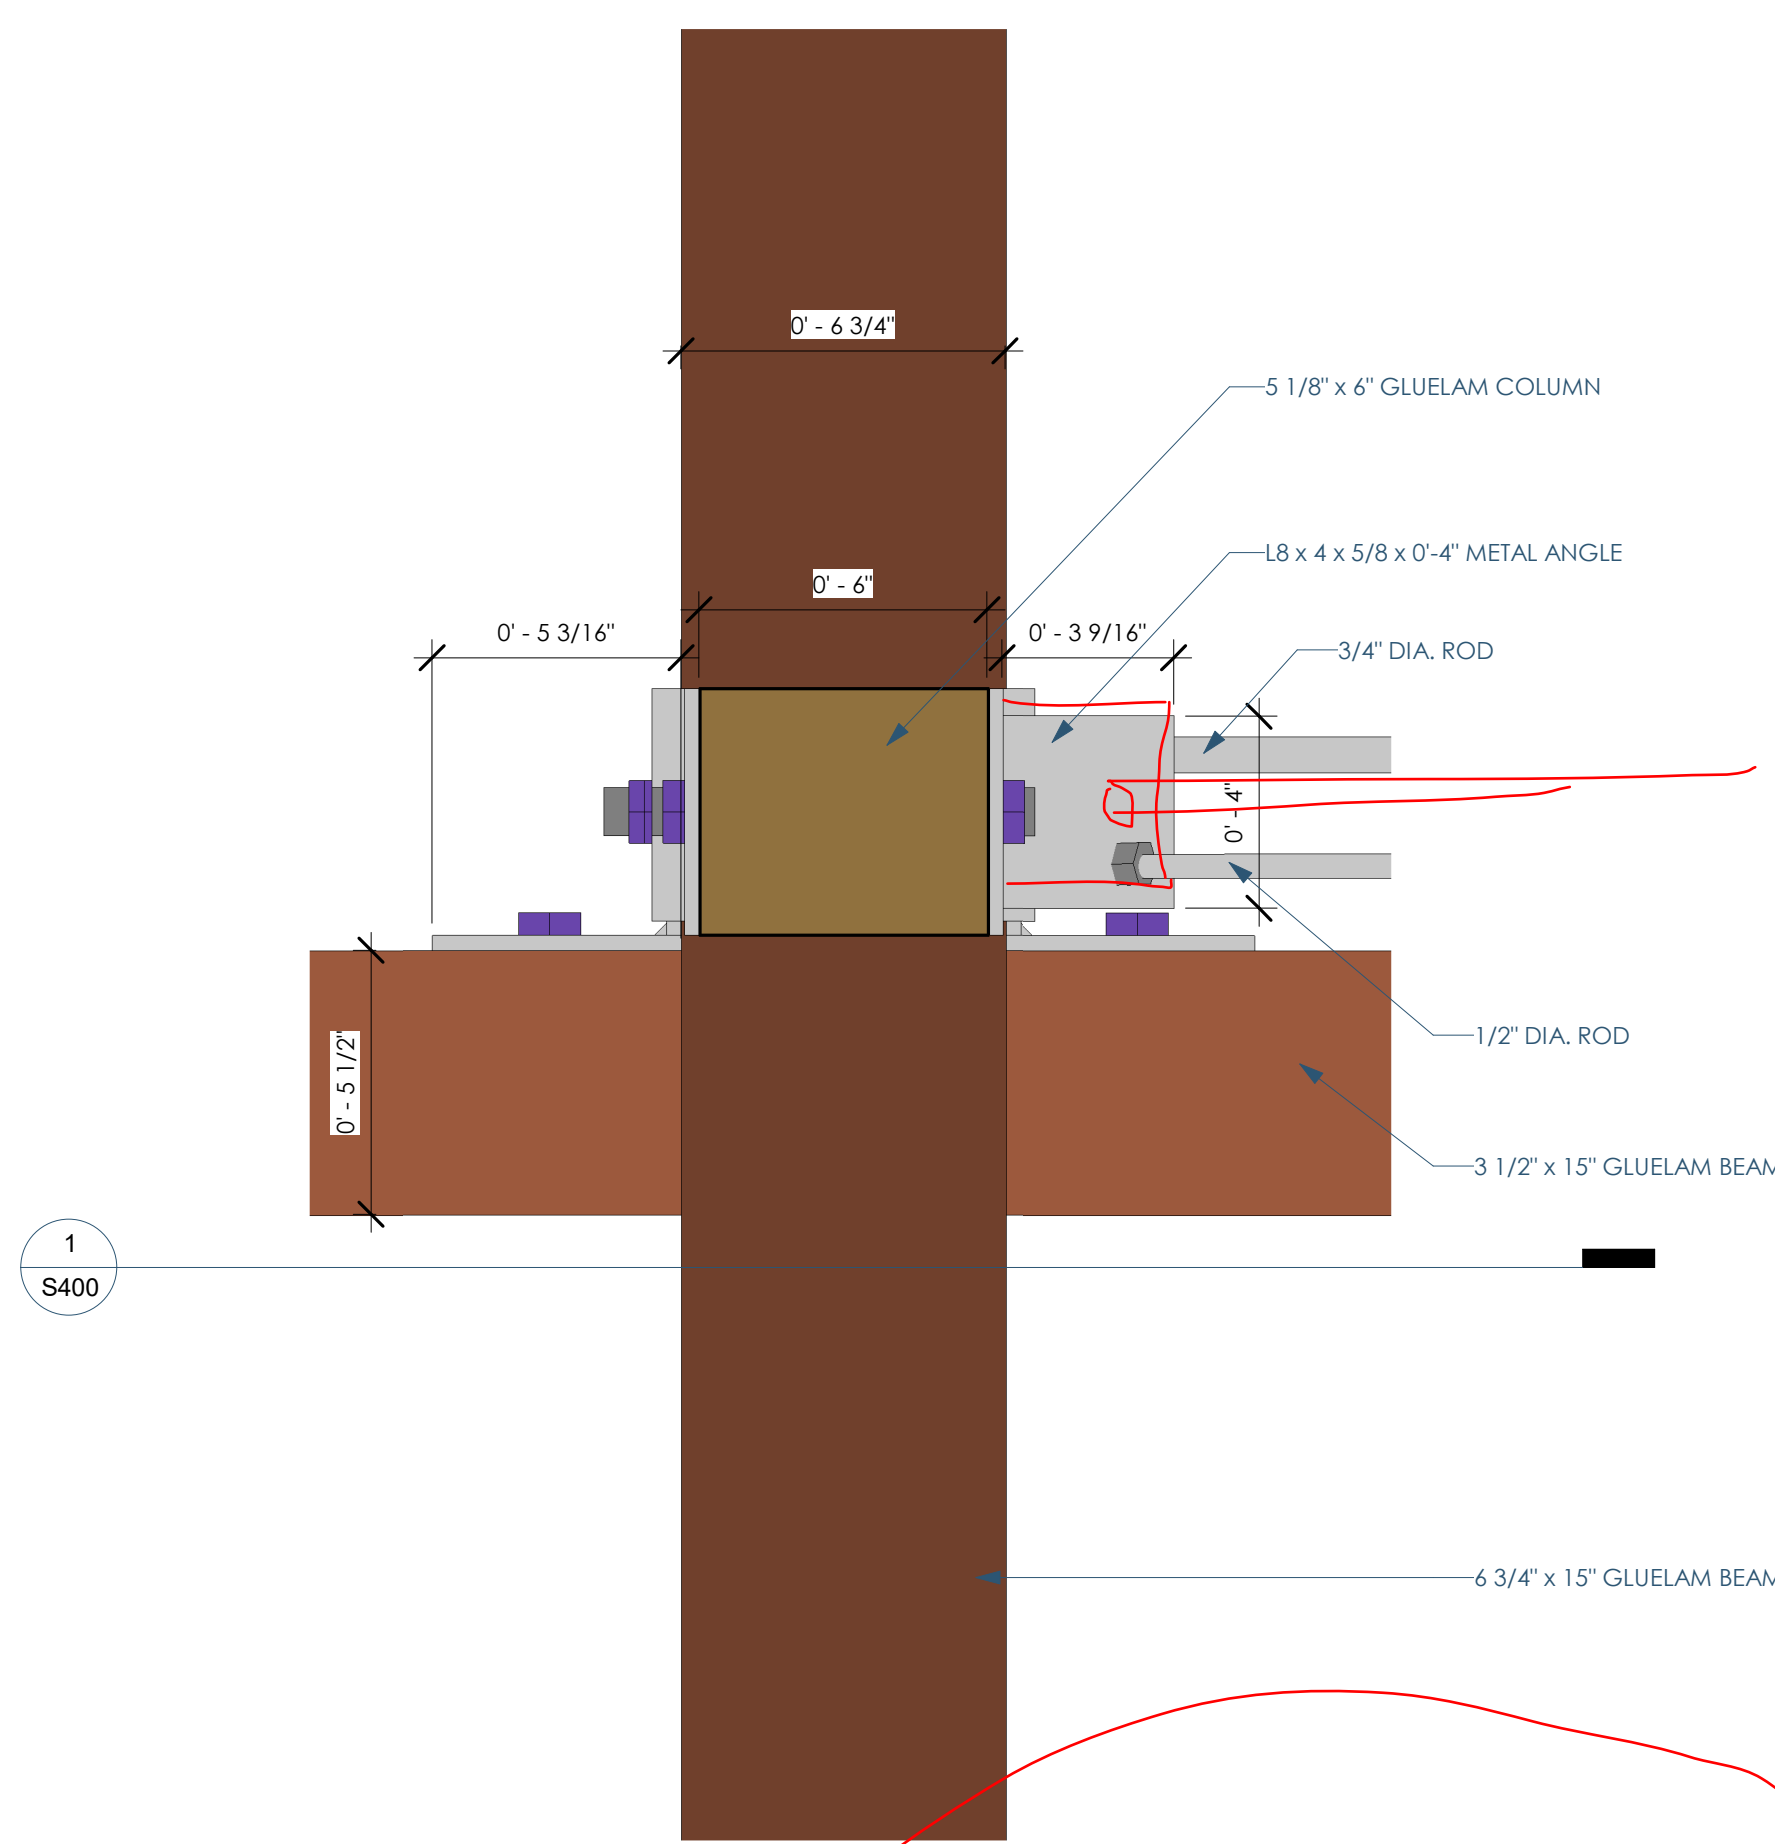 0' - 6 3/4"
5 1/8" x 6" GLUELAM COLUMN
L8 x 4 x 5/8 x 0'-4" METAL ANGLE
0' - 6"
0' - 5 3/16"
0' - 3 9/16"
3/4" DIA. ROD
0' - 4"
1/2" DIA. ROD
0' - 5 1/2"
3 1/2" x 15" GLUELAM BEAM
1
S400
6 3/4" x 15" GLUELAM BEAM